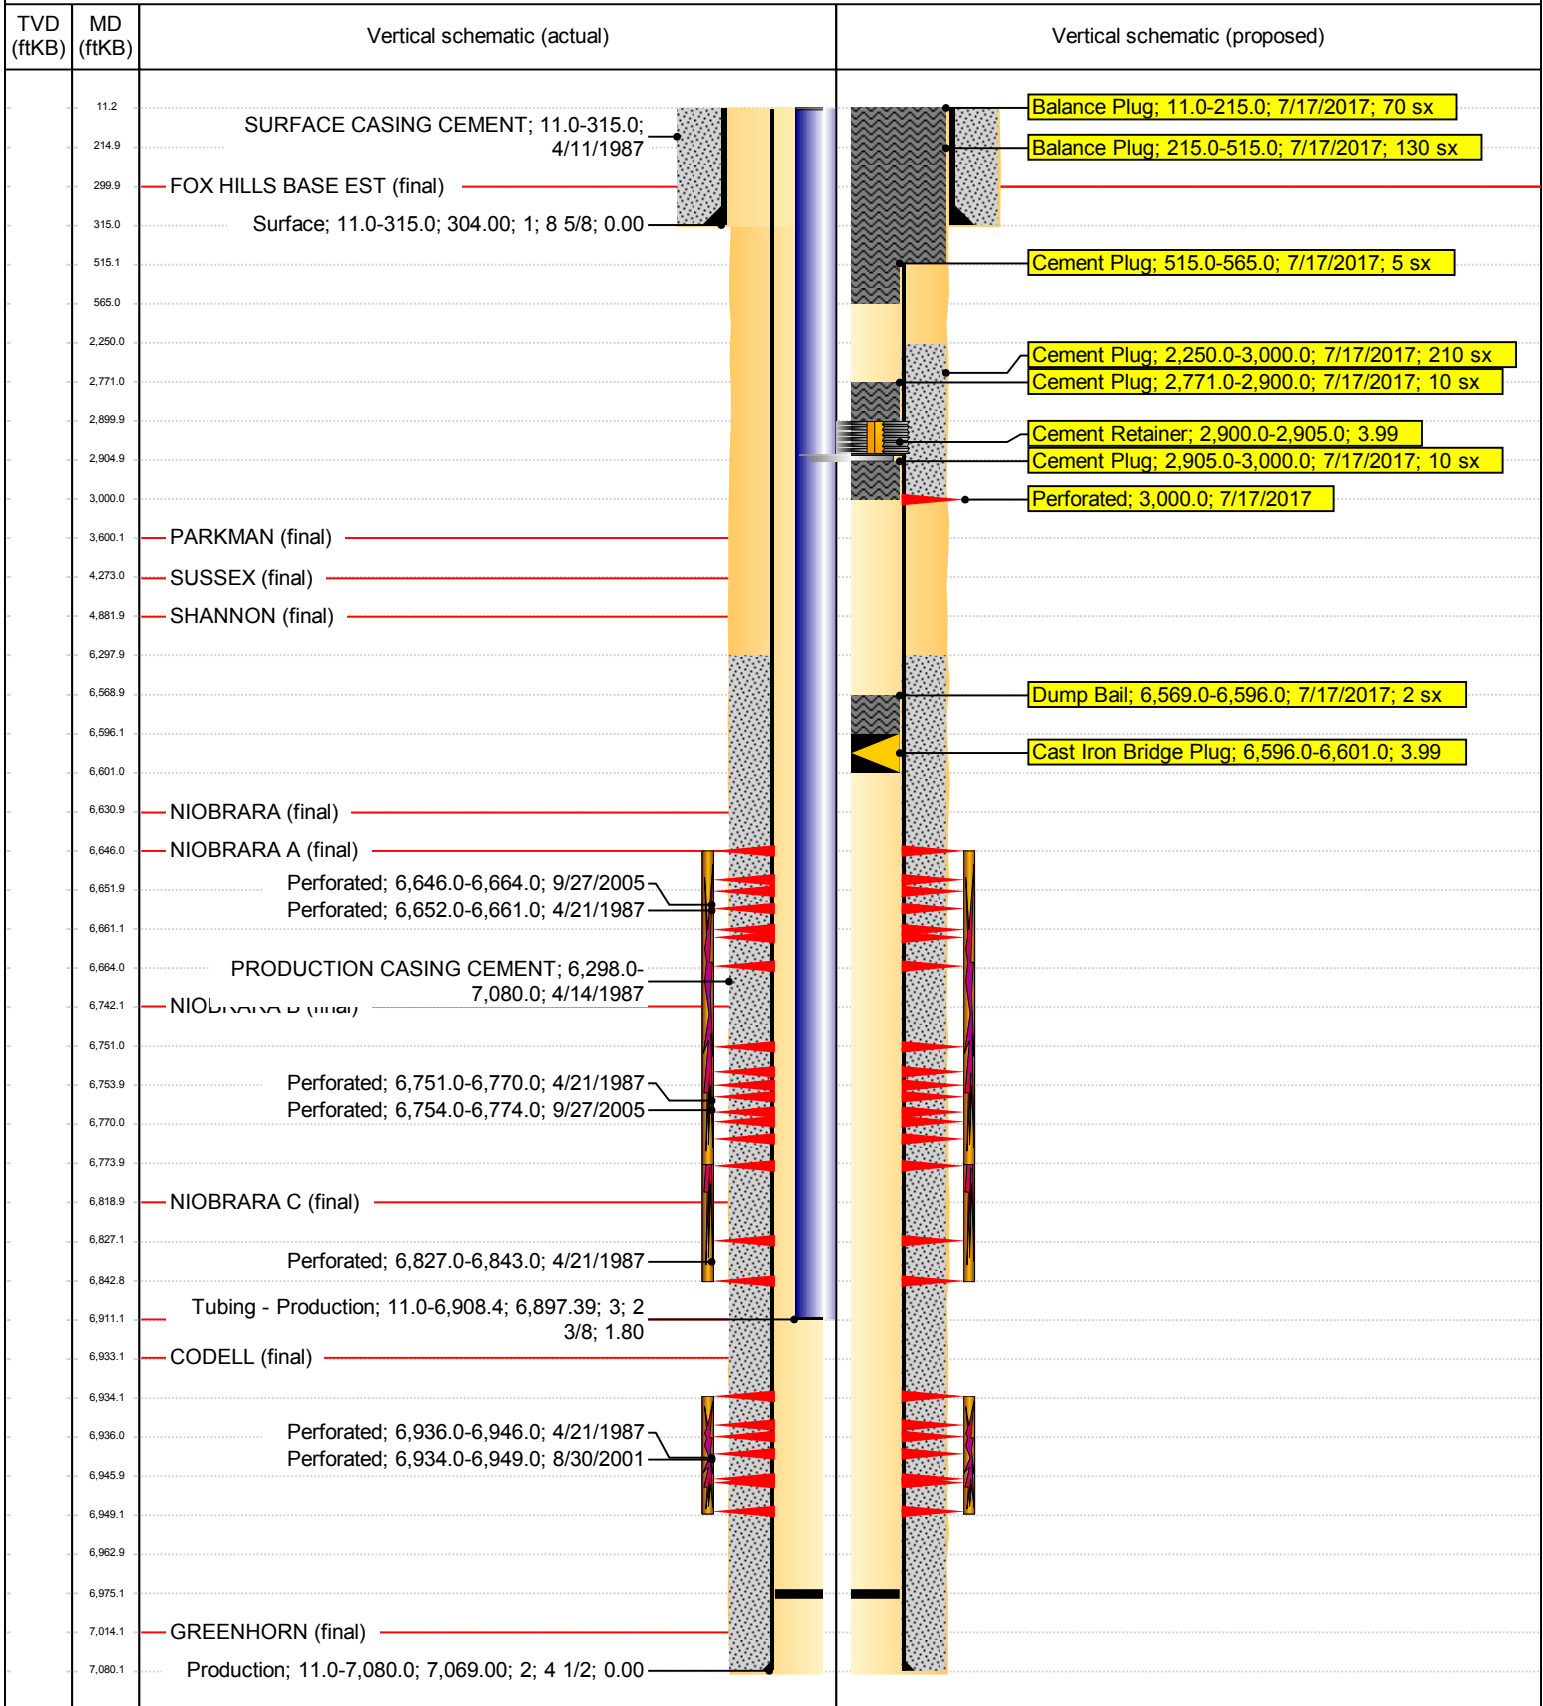 TVD (ftKB)
MD (ftKB)
Vertical schematic (actual)
Vertical schematic (proposed)
11.2
214.9
299.9
315.0
515.1
565.0
2,250.0
2,771.0
2,899.9
2,904.9
3,000.0
3,600.1
4,273.0
4,881.9
6,297.9
6,568.9
6,596.1
6,601.0
6,630.9
6,646.0
6,651.9
6,661.1
6,664.0
6,742.1
6,751.0
6,753.9
6,770.0
6,773.9
6,818.9
6,827.1
6,842.8
6,911.1
6,933.1
6,934.1
6,936.0
6,945.9
6,949.1
6,962.9
6,975.1
7,014.1
7,080.1
SURFACE CASING CEMENT; 11.0-315.0;
4/11/1987
FOX HILLS BASE EST (final)
Surface; 11.0-315.0; 304.00; 1; 8 5/8; 0.00
PARKMAN (final)
SUSSEX (final)
SHANNON (final)
NIOBRARA (final)
NIOBRARA A (final)
Perforated; 6,646.0-6,664.0; 9/27/2005
Perforated; 6,652.0-6,661.0; 4/21/1987
PRODUCTION CASING CEMENT; 6,298.0-
7,080.0; 4/14/1987
NIOBRARA B (final)
Perforated; 6,751.0-6,770.0; 4/21/1987
Perforated; 6,754.0-6,774.0; 9/27/2005
NIOBRARA C (final)
Perforated; 6,827.0-6,843.0; 4/21/1987
Tubing - Production; 11.0-6,908.4; 6,897.39; 3; 2
3/8; 1.80
CODELL (final)
Perforated; 6,936.0-6,946.0; 4/21/1987
Perforated; 6,934.0-6,949.0; 8/30/2001
GREENHORN (final)
Production; 11.0-7,080.0; 7,069.00; 2; 4 1/2; 0.00
Balance Plug; 11.0-215.0; 7/17/2017; 70 sx
Balance Plug; 215.0-515.0; 7/17/2017; 130 sx
Cement Plug; 515.0-565.0; 7/17/2017; 5 sx
Cement Plug; 2,250.0-3,000.0; 7/17/2017; 210 sx
Cement Plug; 2,771.0-2,900.0; 7/17/2017; 10 sx
Cement Retainer; 2,900.0-2,905.0; 3.99
Cement Plug; 2,905.0-3,000.0; 7/17/2017; 10 sx
Perforated; 3,000.0; 7/17/2017
Dump Bail; 6,569.0-6,596.0; 7/17/2017; 2 sx
Cast Iron Bridge Plug; 6,596.0-6,601.0; 3.99